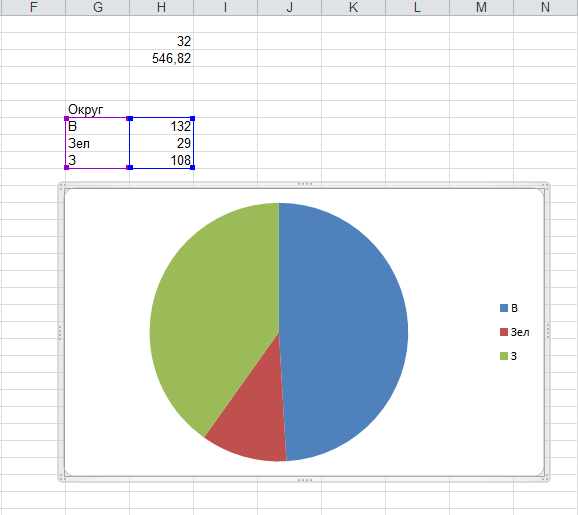 F G H I J K L M N
32
546,82
Округ
В 132
Зел 29
З 108
В
Зел
З